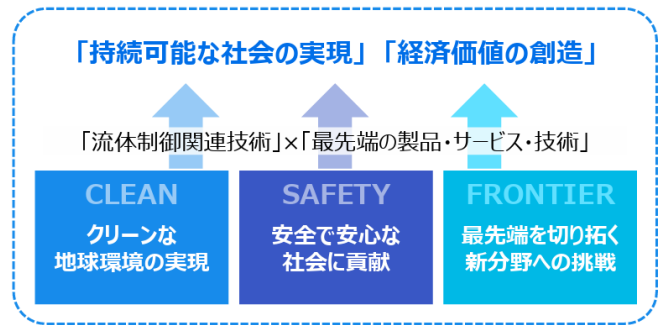 「持続可能な社会の実現」「経済価値の創造」
「流体制御関連技術」×「最先端の製品・サービス・技術」
CLEAN
クリーンな
地球環境の実現
SAFETY
安全で安心な
社会に貢献
FRONTIER
最先端を切り拓く
新分野への挑戦